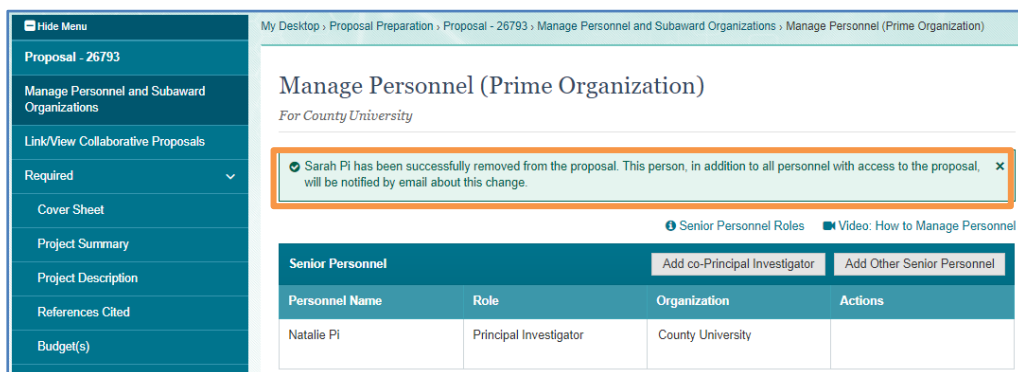 Hide Menu
My Desktop › Proposal Preparation › Proposal - 26793 › Manage Personnel and Subaward Organizations › Manage Personnel (Prime Organization)
Proposal - 26793
Manage Personnel and Subaward
Organizations
Link/View Collaborative Proposals
Required
Cover Sheet
Project Summary
Project Description
References Cited
Budget(s)
Manage Personnel (Prime Organization)
For County University
Sarah Pi has been successfully removed from the proposal. This person, in addition to all personnel with access to the proposal,
will be notified by email about this change.
Senior Personnel Roles
Video: How to Manage Personnel
Senior Personnel
Add co-Principal Investigator
Add Other Senior Personnel
Personnel Name Role Organization Actions
Natalie Pi Principal Investigator County University